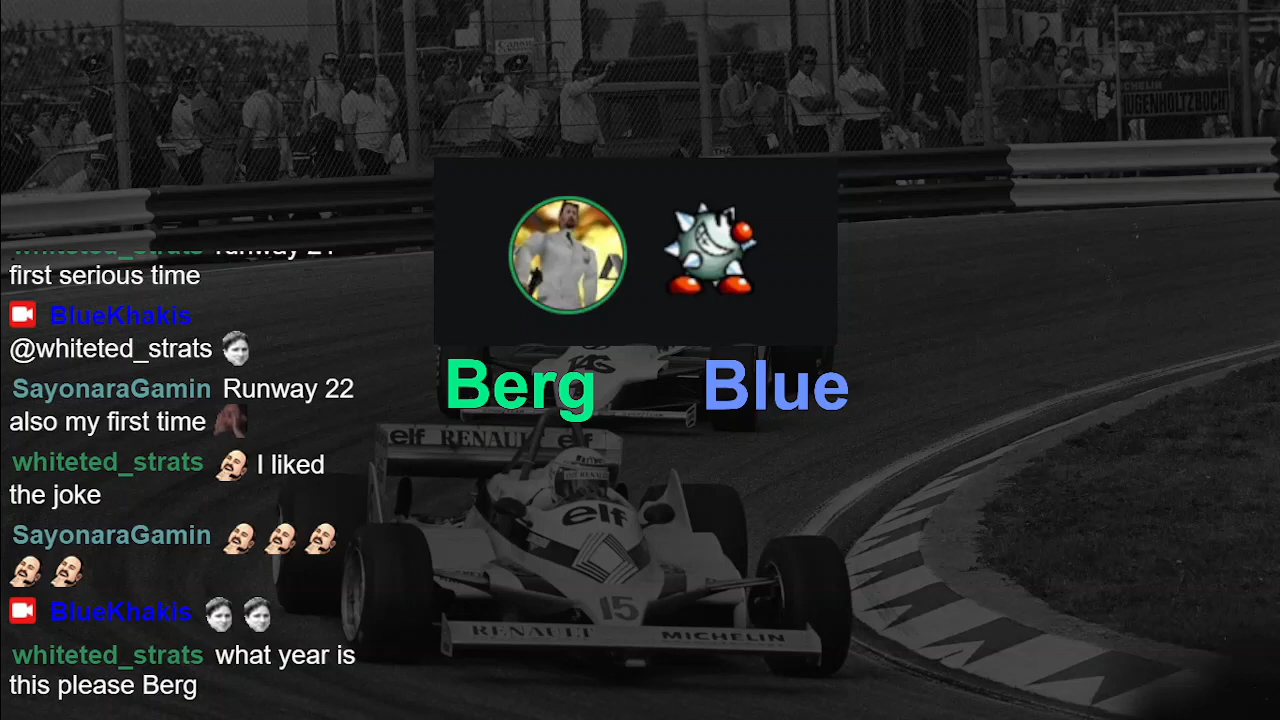 first serious time
BlueKhakis
@whiteted_strats
SayonaraGamin Runway 22
also my first time
whiteted_strats I liked
the joke
SayonaraGamin
BlueKhakis
whiteted_strats what year is
this please Berg
Berg
Blue
elf RENAULT elf
elf
15
RENAULT
MICHELIN